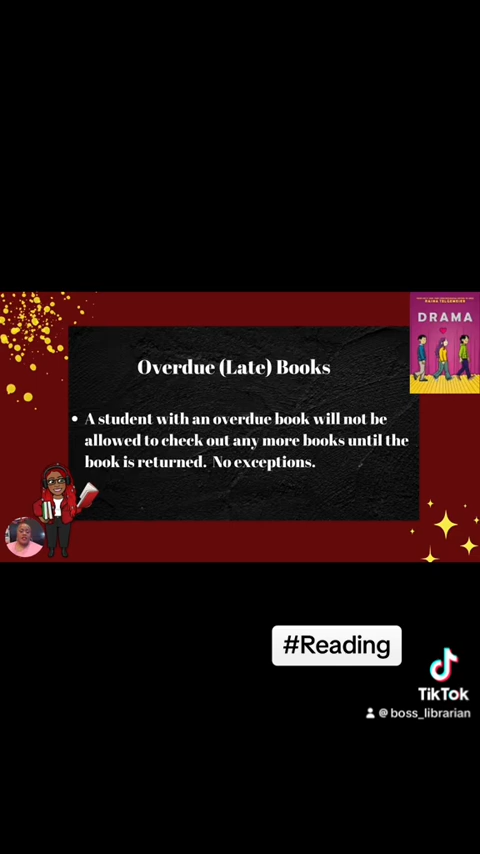 RAINA TELGEMEIER
DRAMA
Overdue (Late) Books
• A student with an overdue book will not be
allowed to check out any more books until the
book is returned. No exceptions.
#Reading
TikTok
@boss_librarian